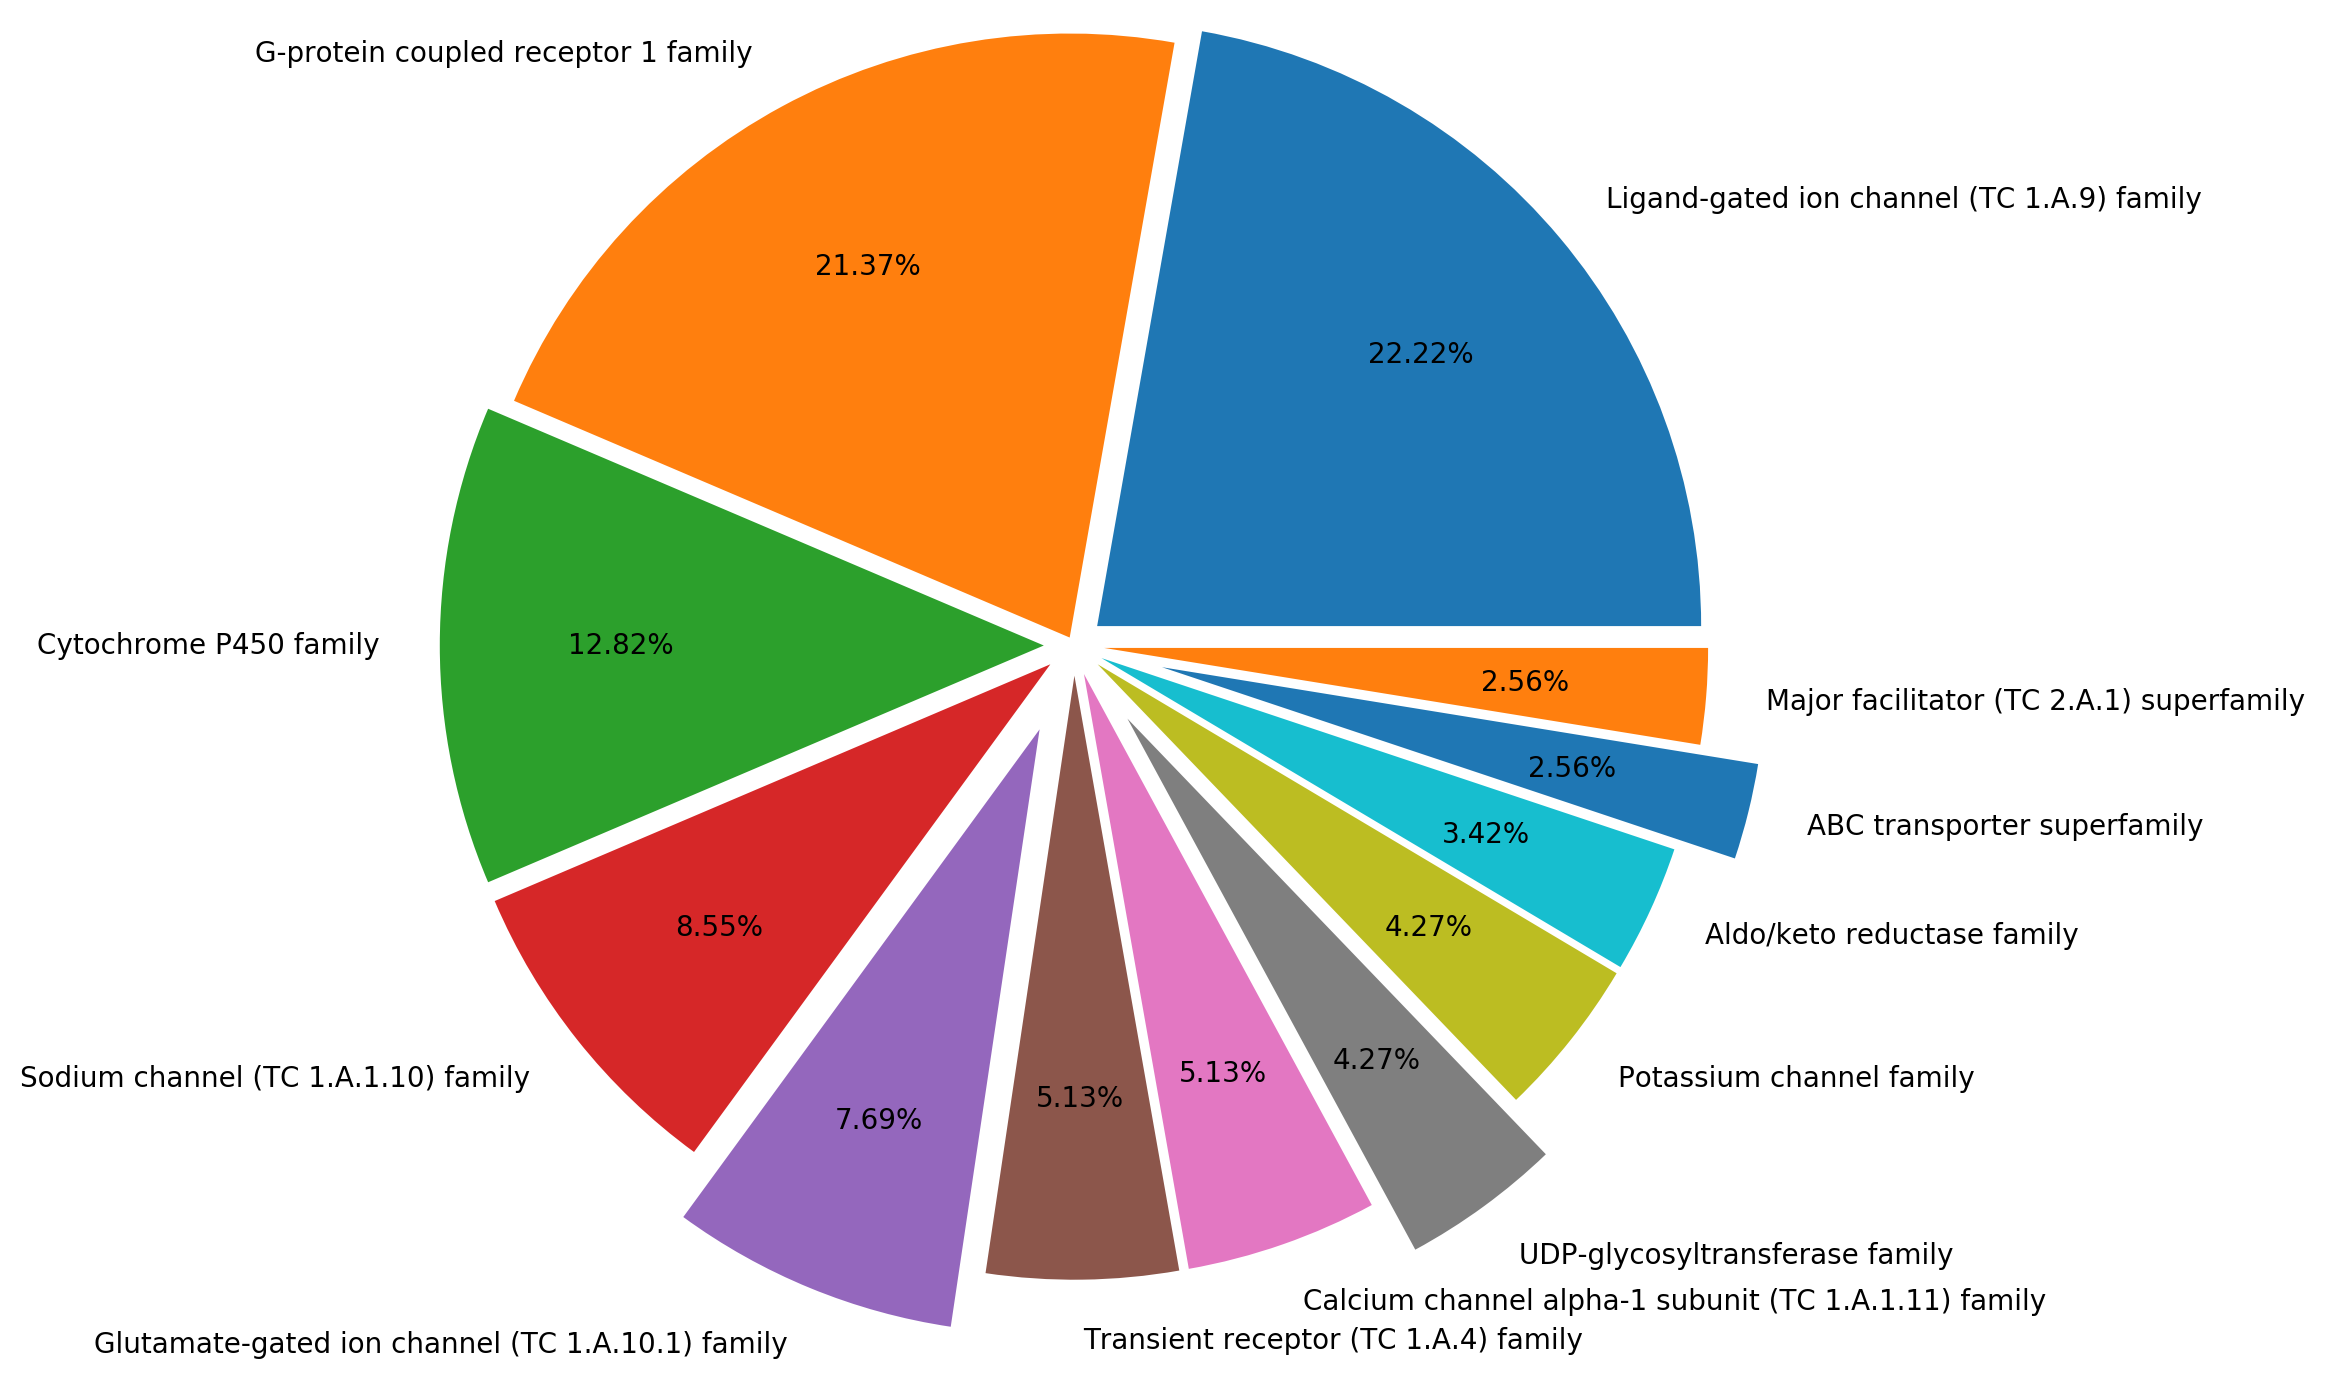 G-protein coupled receptor 1 family
Ligand-gated ion channel (TC 1.A.9) family
21.37%
22.22%
Cytochrome P450 family
12.82%
2.56%
Major facilitator (TC 2.A.1) superfamily
2.56%
ABC transporter superfamily
3.42%
8.55%
4.27%
Aldo/keto reductase family
4.27%
5.13%
Sodium channel (TC 1.A.1.10) family
Potassium channel family
5.13%
7.69%
UDP-glycosyltransferase family
Calcium channel alpha-1 subunit (TC 1.A.1.11) family
Transient receptor (TC 1.A.4) family
Glutamate-gated ion channel (TC 1.A.10.1) family